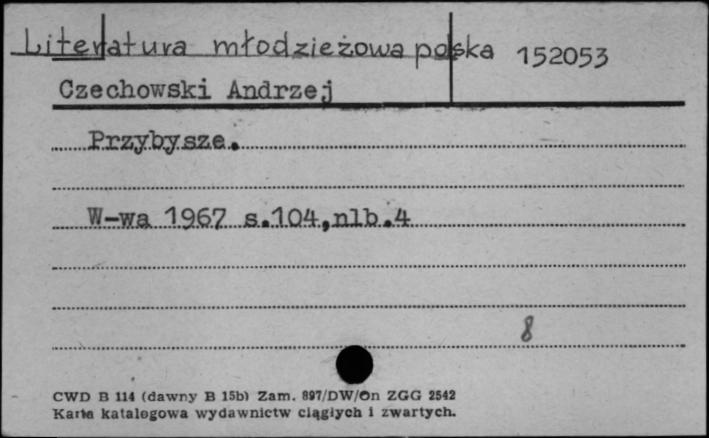 Literatura młodzieżowa polska 152053
Czechowski Andrzej
Przybysze.
W-wa 1967 s.104,nlb.4
8
CWD B 114 (dawny B 15b) Zam. 897/DW/On ZGG 2542
Karta katalogowa wydawnictw ciągłych i zwartych.